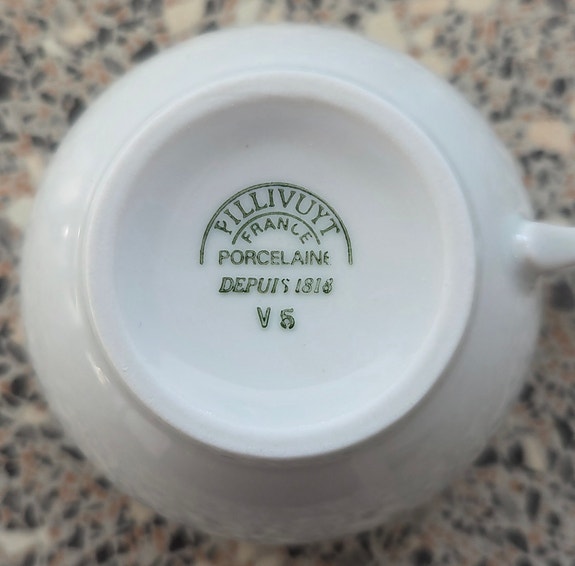 PILLIVUYT
FRANCE
PORCELAINE
DEPUIS 1818
V 5